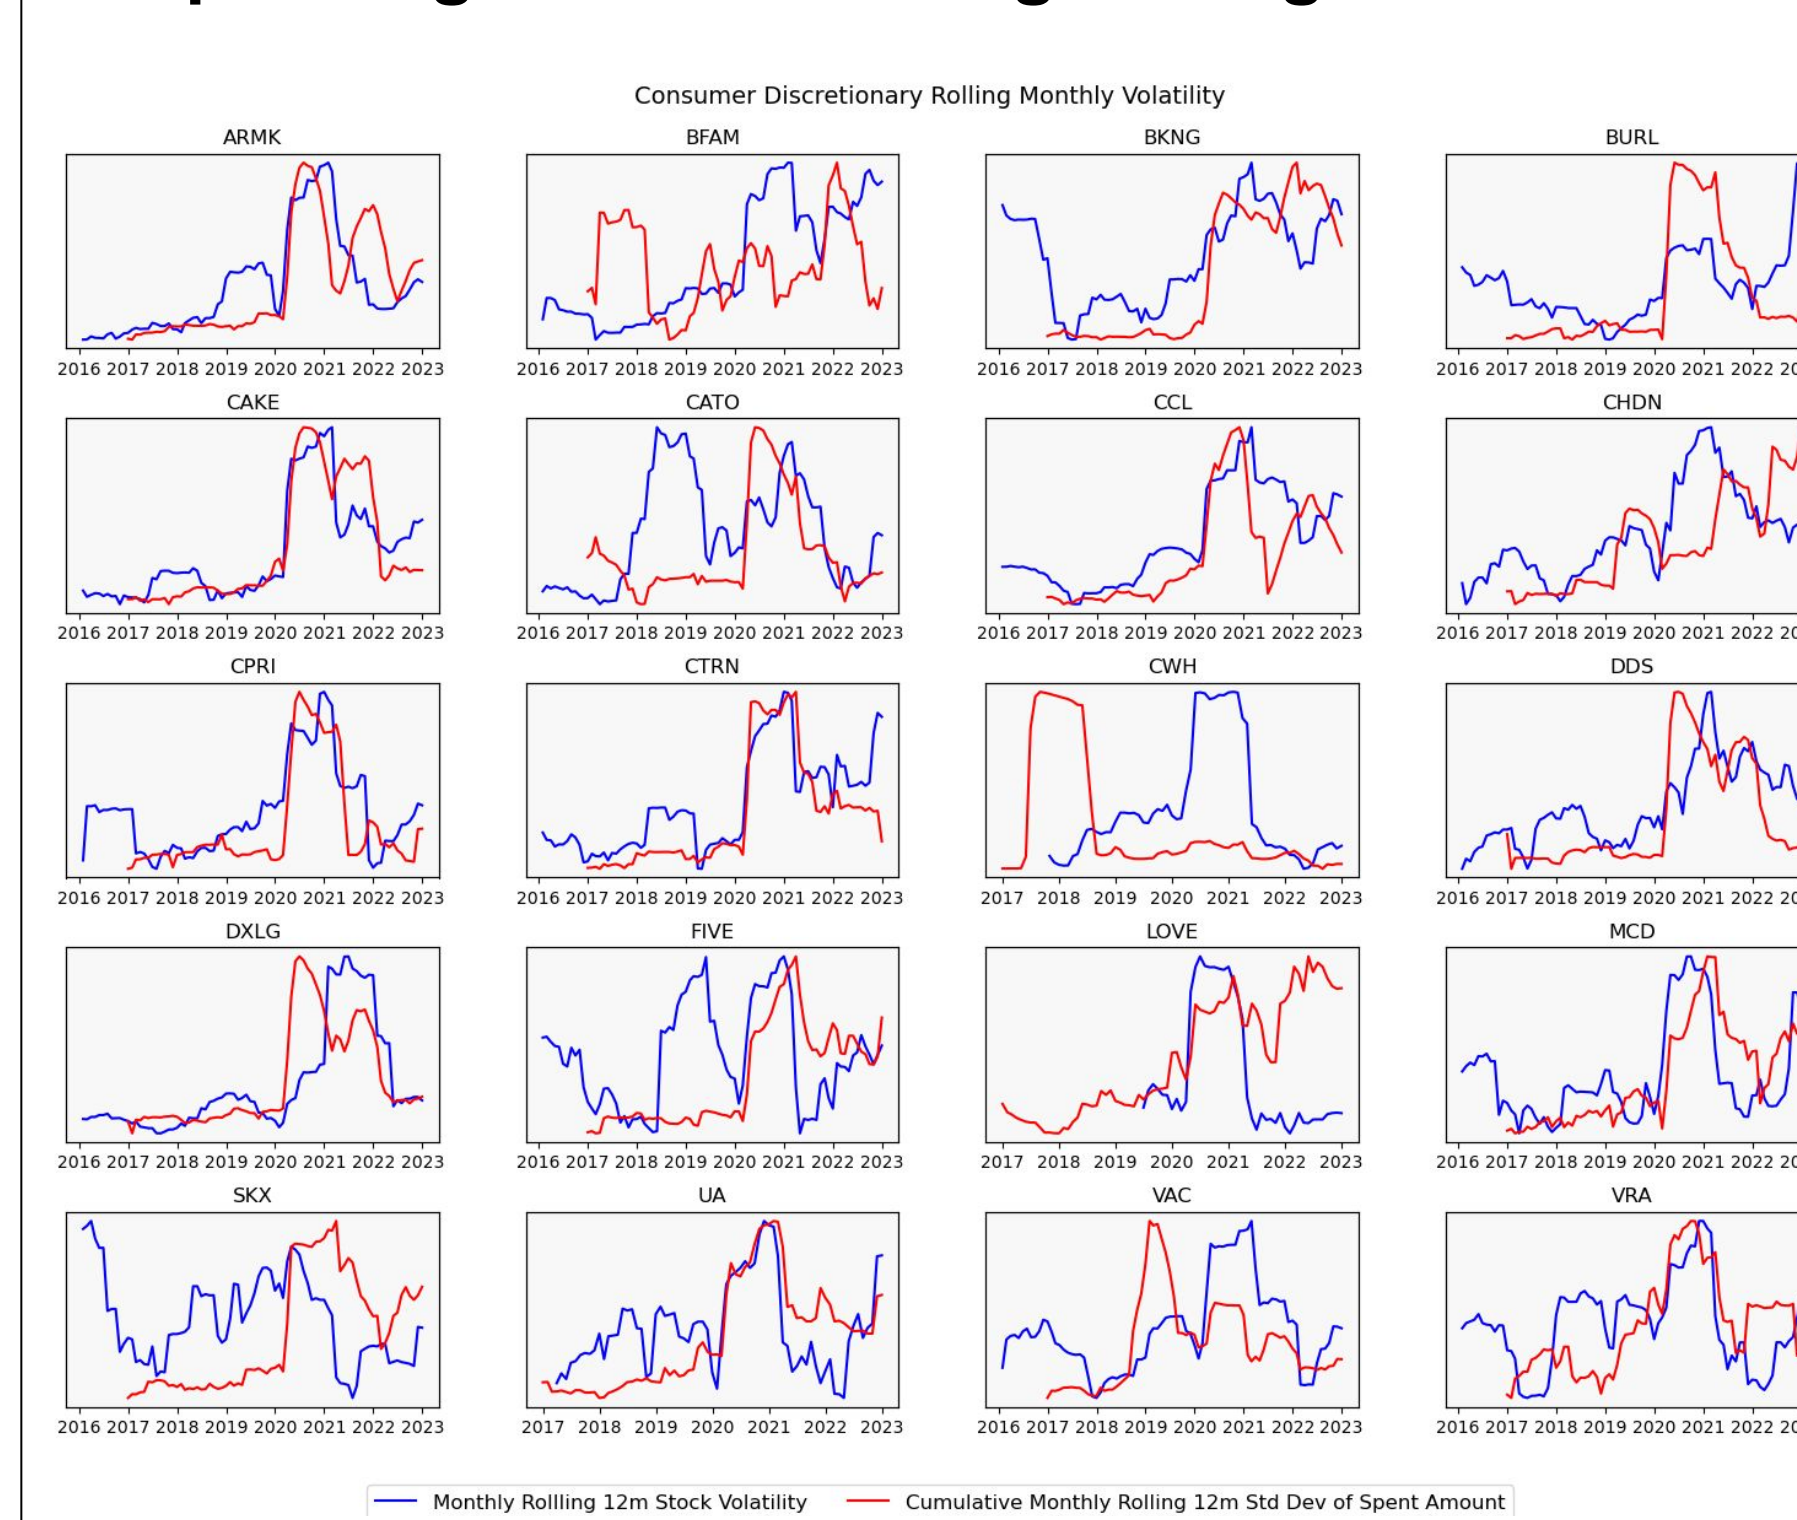 Consumer Discretionary Rolling Monthly Volatility
ARMK BFAM BKNG BURL
2016 2017 2018 2019 2020 2021 2022 2023 2016 2017 2018 2019 2020 2021 2022 2023 2016 2017 2018 2019 2020 2021 2022 2023 2016 2017 2018 2019 2020 2021 2022
CAKE CATO CCL CHDN
2016 2017 2018 2019 2020 2021 2022 2023 2016 2017 2018 2019 2020 2021 2022 2023 2016 2017 2018 2019 2020 2021 2022 2023 2016 2017 2018 2019 2020 2021 2022
CPRI CTRN CWH DDS
2016 2017 2018 2019 2020 2021 2022 2023 2016 2017 2018 2019 2020 2021 2022 2023 2017 2018 2019 2020 2021 2022 2023 2016 2017 2018 2019 2020 2021 2022
DXLG FIVE LOVE MCD
2016 2017 2018 2019 2020 2021 2022 2023 2016 2017 2018 2019 2020 2021 2022 2023 2017 2018 2019 2020 2021 2022 2023 2016 2017 2018 2019 2020 2021 2022
SKX UA VAC VRA
2016 2017 2018 2019 2020 2021 2022 2023 2017 2018 2019 2020 2021 2022 2023 2016 2017 2018 2019 2020 2021 2022 2023 2016 2017 2018 2019 2020 2021 2022
Monthly Rollling 12m Stock Volatility Cumulative Monthly Rolling 12m Std Dev of Spent Amount